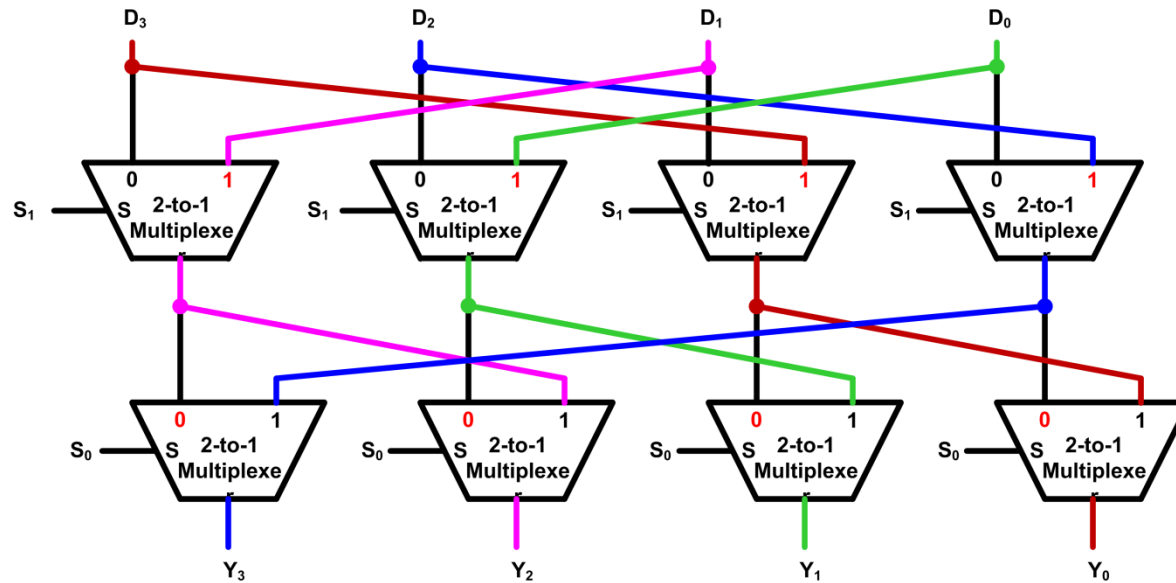 D₃ D₂ D₁ D₀
0 1 0 1 0 1 0 1
S₁ S 2-to-1 S₁ S 2-to-1 S₁ S 2-to-1 S₁ S 2-to-1
Multiplexe Multiplexe Multiplexe Multiplexe
r r r r
0 1 0 1 0 1 0 1
S₀ S 2-to-1 S₀ S 2-to-1 S₀ S 2-to-1 S₀ S 2-to-1
Multiplexe Multiplexe Multiplexe Multiplexe
r r r r
Y₃ Y₂ Y₁ Y₀